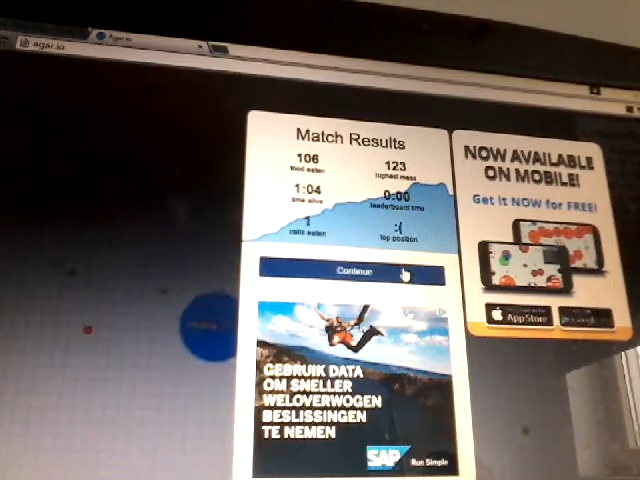 Agar.io
agar.io
Match Results
106
food eaten
123
highest mass
1:04
time alive
0:00
leaderboard time
1
cells eaten
:(
top position
Continue
GEBRUIK DATA
OM SNELLER
WELOVERWOGEN
BESLISSINGEN
TE NEMEN
SAP
Run Simple
NOW AVAILABLE
ON MOBILE!
Get it NOW for FREE!
App Store